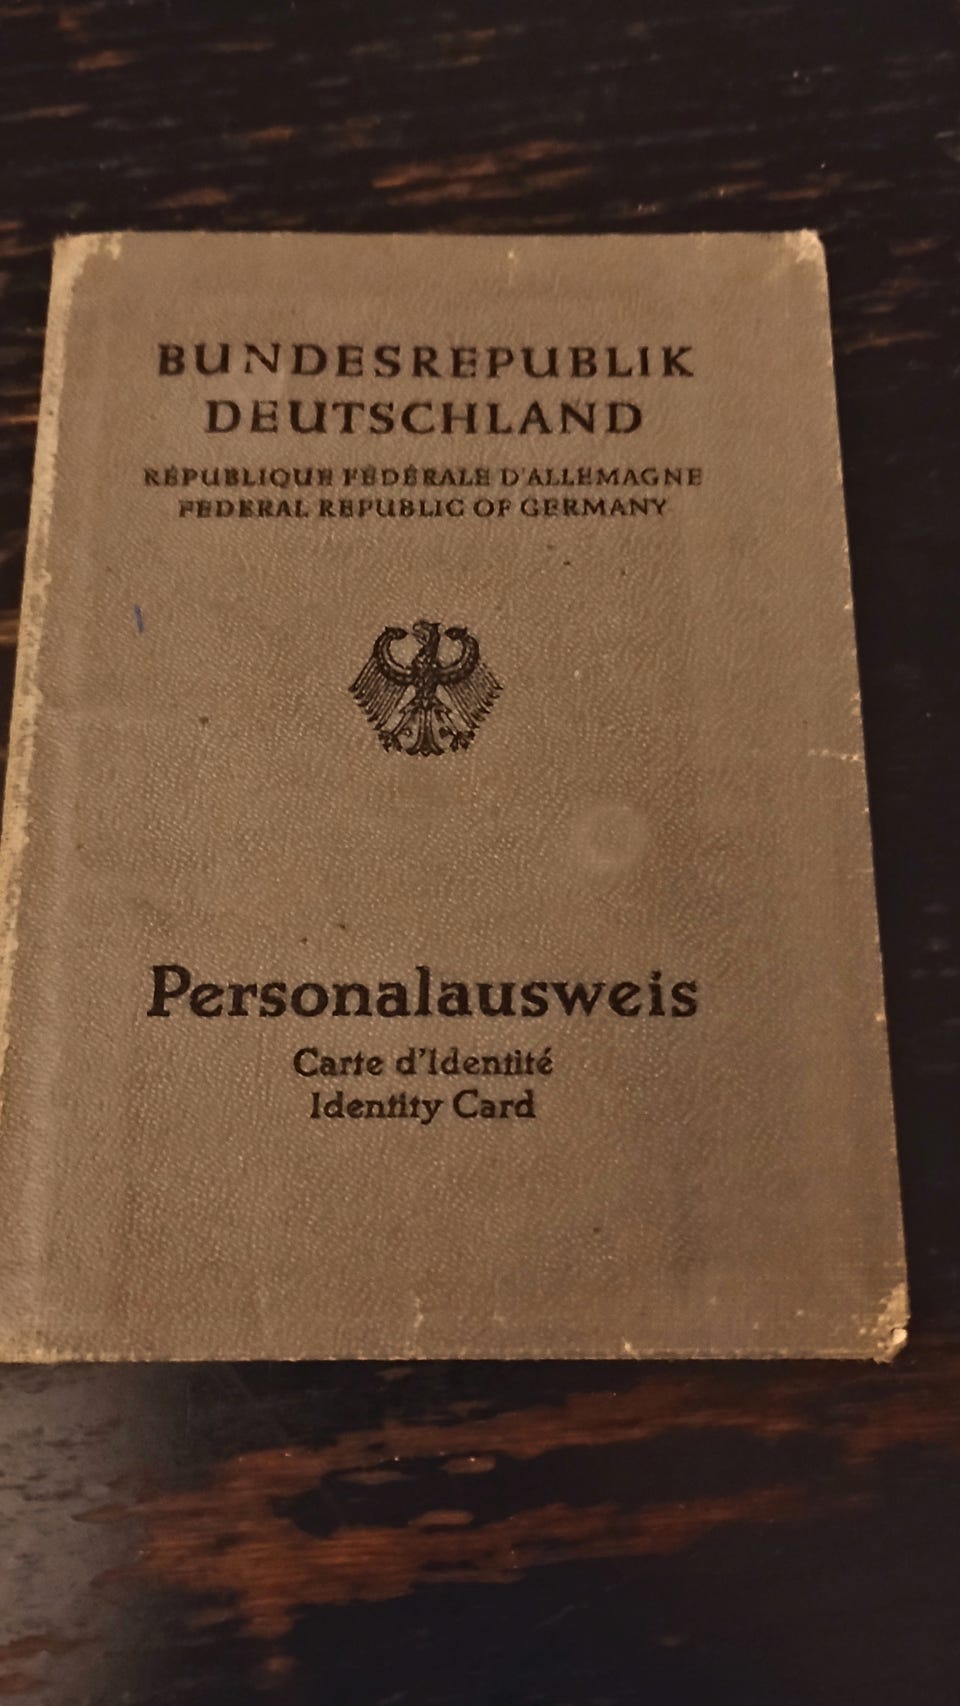 BUNDESREPUBLIK
DEUTSCHLAND
RÉPUBLIQUE FÉDÉRALE D'ALLEMAGNE
FEDERAL REPUBLIC OF GERMANY
Personalausweis
Carte d'Identité
Identity Card